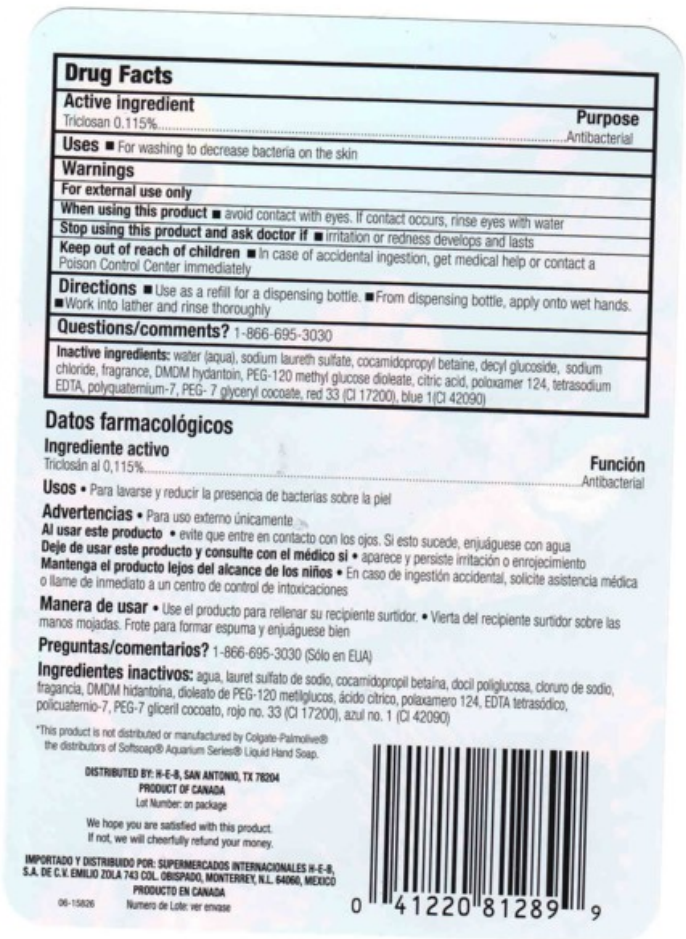 Drug Facts
Active ingredient
Purpose
Triclosan 0.115%
Antibacterial
Uses ■ For washing to decrease bacteria on the skin
Warnings
For external use only
When using this product ■ avoid contact with eyes. If contact occurs, rinse eyes with water
Stop using this product and ask doctor if ■ irritation or redness develops and lasts
Keep out of reach of children ■ In case of accidental ingestion, get medical help or contact a
Poison Control Center immediately
Directions ■ Use as a refill for a dispensing bottle. ■ From dispensing bottle, apply onto wet hands.
■ Work into lather and rinse thoroughly
Questions/comments? 1-866-695-3030
Inactive ingredients: water (aqua), sodium laureth sulfate, cocamidopropyl betaine, decyl glucoside, sodium
chloride, fragrance, DMDM hydantoin, PEG-120 methyl glucose dioleate, citric acid, poloxamer 124, tetrasodium
EDTA, polyquaternium-7, PEG- 7 glyceryl cocoate, red 33 (CI 17200), blue 1(CI 42090)
Datos farmacológicos
Ingrediente activo
Función
Triclosán al 0,115%
Antibacterial
Usos • Para lavarse y reducir la presencia de bacterias sobre la piel
Advertencias • Para uso externo únicamente
Al usar este producto • evite que entre en contacto con los ojos. Si esto sucede, enjuáguese con agua
Deje de usar este producto y consulte con el médico si • aparece y persiste irritación o enrojecimiento
Mantenga el producto lejos del alcance de los niños • En caso de ingestión accidental, solicite asistencia médica
o llame de inmediato a un centro de control de intoxicaciones
Manera de usar • Use el producto para rellenar su recipiente surtidor. • Vierta del recipiente surtidor sobre las
manos mojadas. Frote para formar espuma y enjuáguese bien
Preguntas/comentarios? 1-866-695-3030 (Sólo en EUA)
Ingredientes inactivos: agua, lauret sulfato de sodio, cocamidopropil betaína, docil poliglucosa, cloruro de sodio,
fragancia, DMDM hidantoína, dioleato de PEG-120 metilglucos, ácido cítrico, polaxamero 124, EDTA tetrasódico,
policuaternio-7, PEG-7 gliceril cocoato, rojo no. 33 (CI 17200), azul no. 1 (CI 42090)
*This product is not distributed or manufactured by Colgate-Palmolive®
the distributors of Softsoap® Aquarium Series® Liquid Hand Soap.
DISTRIBUTED BY: H-E-B, SAN ANTONIO, TX 78204
PRODUCT OF CANADA
Lot Number: on package
We hope you are satisfied with this product.
If not, we will cheerfully refund your money.
IMPORTADO Y DISTRIBUIDO POR: SUPERMERCADOS INTERNACIONALES H-E-B,
S.A. DE C.V. EMILIO ZOLA 743 COL. OBISPADO, MONTERREY, N.L. 64060, MEXICO
PRODUCTO EN CANADA
06-15826 Numero de Lote: ver envase
0 41220 81289 9